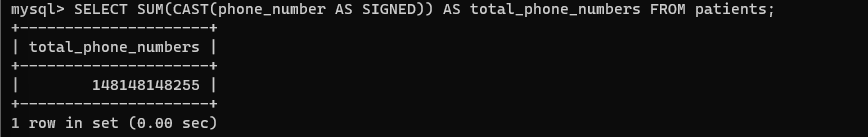 mysql> SELECT SUM(CAST(phone_number AS SIGNED)) AS total_phone_numbers FROM patients;
+---------------------+
| total_phone_numbers |
+---------------------+
|        148148148255 |
+---------------------+
1 row in set (0.00 sec)